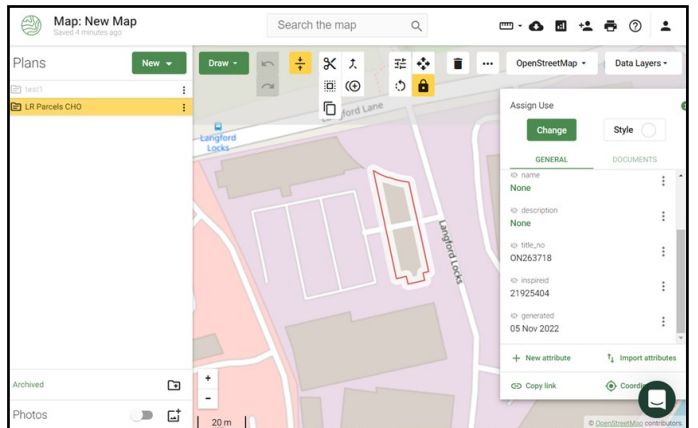 Map: New Map
Saved 4 minutes ago
Search the map
Plans
New
test1
LR Parcels CHO
Archived
Photos
Draw
OpenStreetMap
Data Layers
Langford Lane
Langford
Locks
Langford Locks
20 m
+
−
Assign Use
Change
Style
GENERAL
DOCUMENTS
name
None
description
None
title_no
ON263718
inspireid
21925404
generated
05 Nov 2022
+ New attribute
Import attributes
Copy link
© OpenStreetMap contributors.